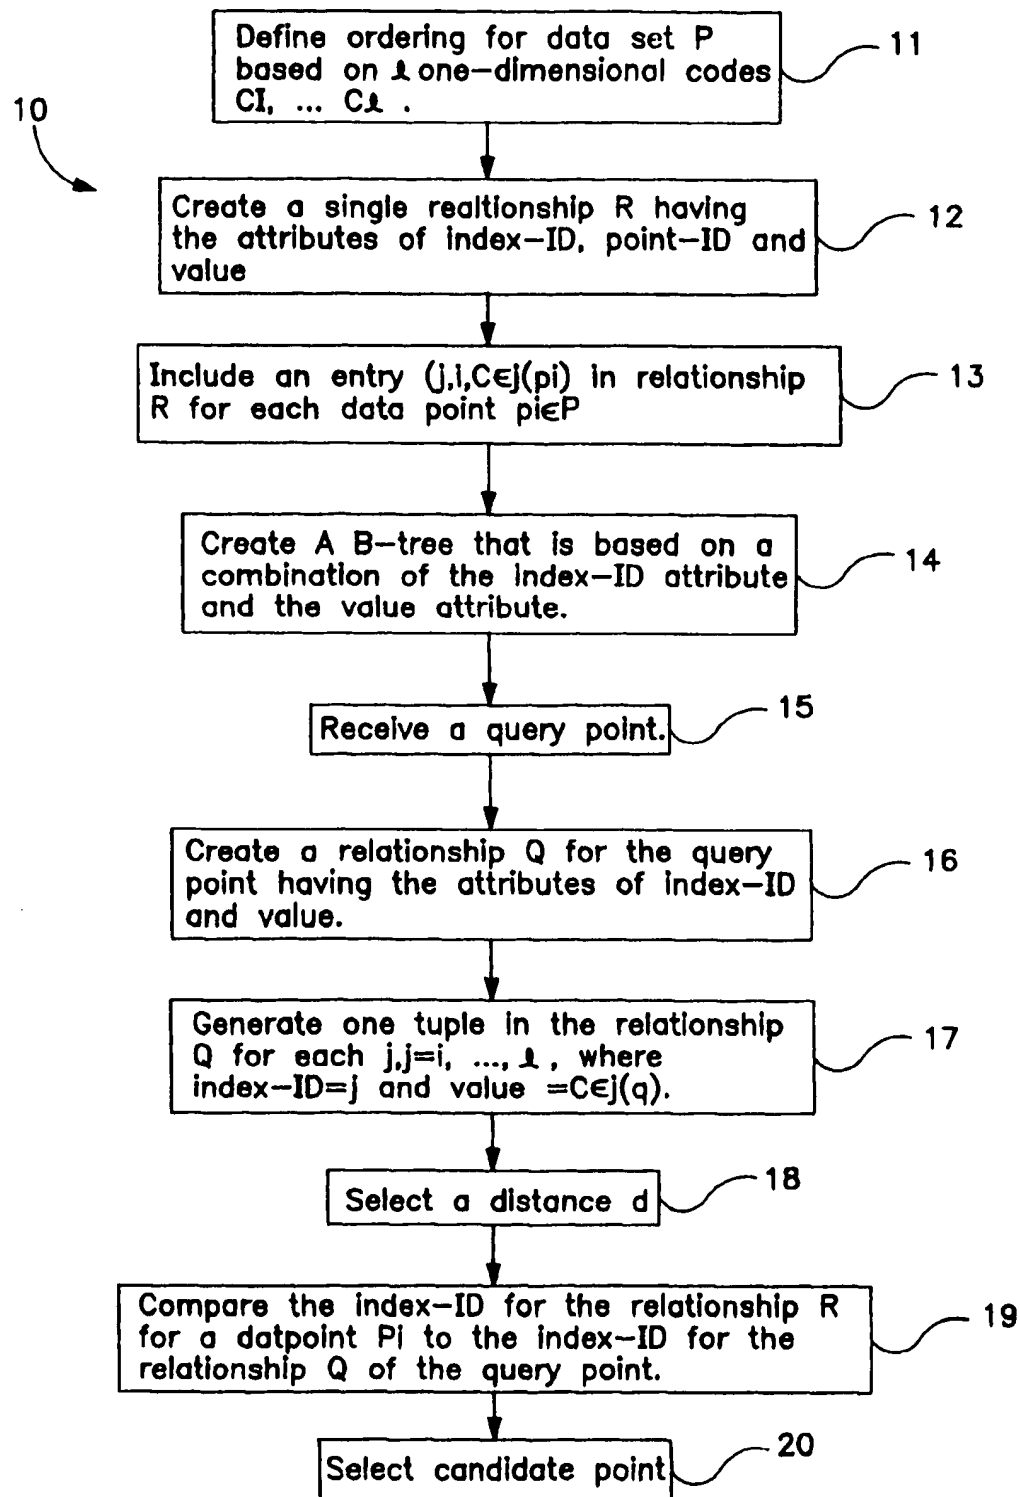 Define ordering for data set P
based on ℓ one-dimensional codes
CI, ... Cℓ .
11
10
Create a single realtionship R having
the attributes of index-ID, point-ID and
value
12
Include an entry (j,i,C∈j(pi) in relationship
R for each data point pi∈P
13
Create A B-tree that is based on a
combination of the index-ID attribute
and the value attribute.
14
Receive a query point.
15
Create a relationship Q for the query
point having the attributes of index-ID
and value.
16
Generate one tuple in the relationship
Q for each j,j=i, ..., ℓ, where
index-ID=j and value =C∈j(q).
17
Select a distance d
18
Compare the index-ID for the relationship R
for a datpoint Pi to the index-ID for the
relationship Q of the query point.
19
Select candidate point
20